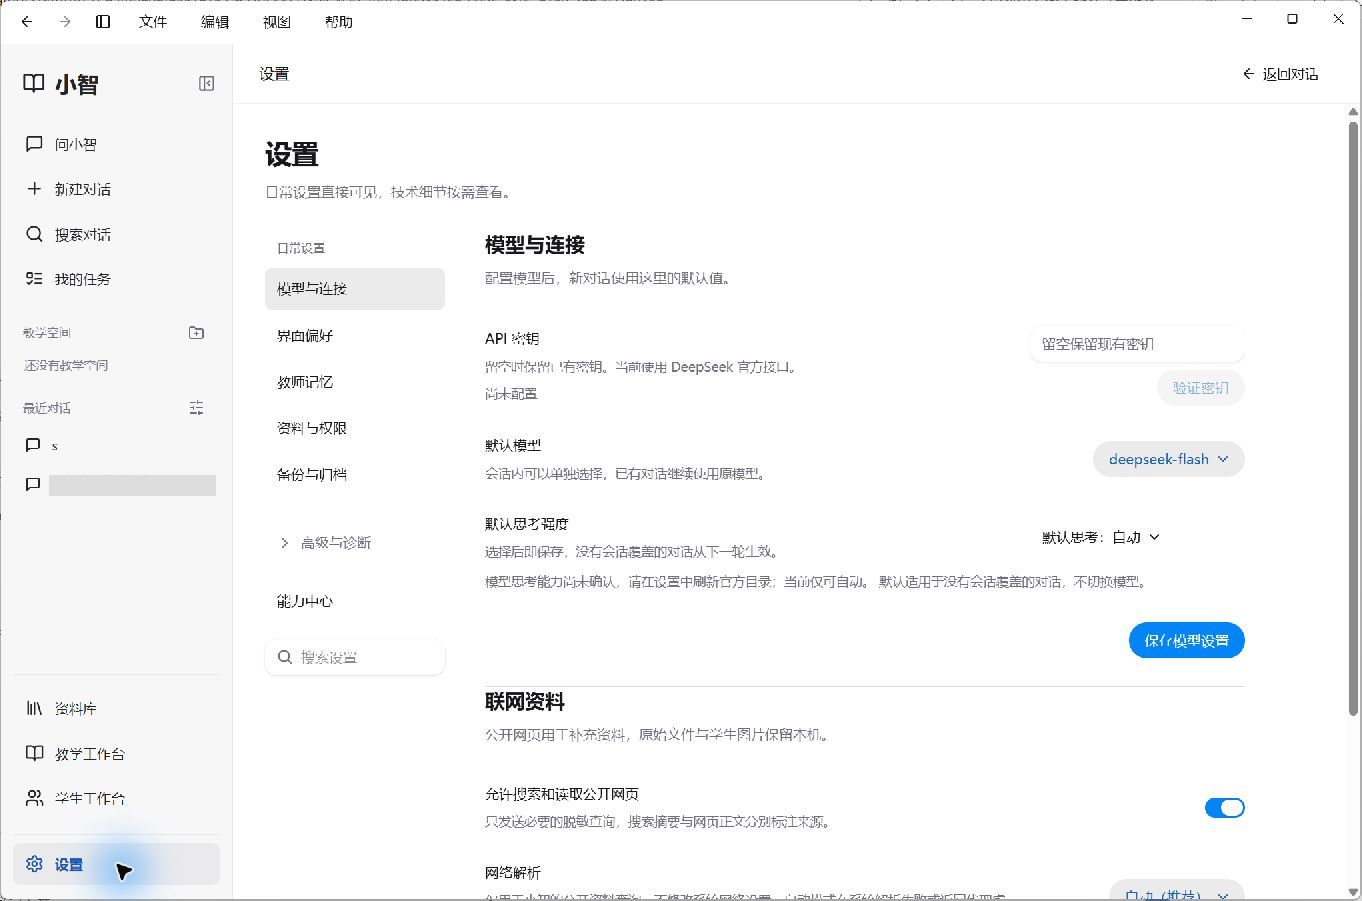 文件 编辑 视图 帮助
小智
设置
返回对话
问小智
新建对话
搜索对话
我的任务
教学空间
还没有教学空间
最近对话
s
资料库
教学工作台
学生工作台
设置
设置
日常设置直接可见，技术细节按需查看。
日常设置
模型与连接
界面偏好
教师记忆
资料与权限
备份与归档
高级与诊断
能力中心
搜索设置
模型与连接
配置模型后，新对话使用这里的默认值。
API 密钥
留空时保留已有密钥。当前使用 DeepSeek 官方接口。
尚未配置
留空保留现有密钥
验证密钥
默认模型
会话内可以单独选择，已有对话继续使用原模型。
deepseek-flash
默认思考强度
选择后即保存，没有会话覆盖的对话从下一轮生效。
默认思考：自动
模型思考能力尚未确认，请在设置中刷新官方目录；当前仅可自动。 默认适用于没有会话覆盖的对话，不切换模型。
保存模型设置
联网资料
公开网页用于补充资料，原始文件与学生图片保留本机。
允许搜索和读取公开网页
只发送必要的脱敏查询，搜索摘要与网页正文分别标注来源。
网络解析
自动（推荐）